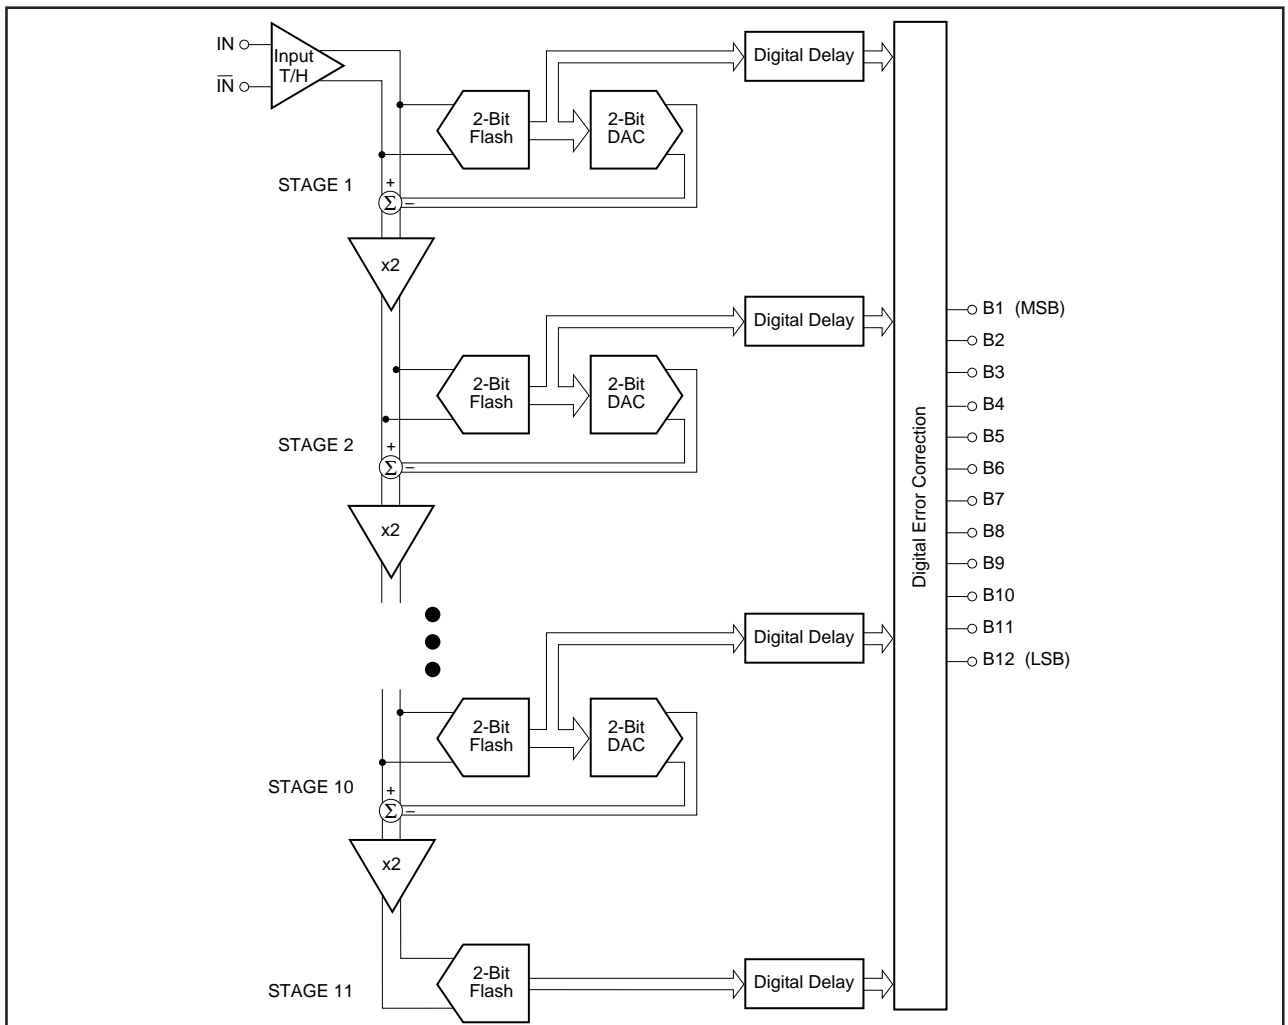 IN
Input
T/H
I̅N̅
Digital Delay
2-Bit
Flash
2-Bit
DAC
STAGE 1
+
Σ
–
x2
Digital Delay
2-Bit
Flash
2-Bit
DAC
STAGE 2
+
Σ
–
x2
Digital Delay
2-Bit
Flash
2-Bit
DAC
STAGE 10
+
Σ
–
x2
2-Bit
Flash
Digital Delay
STAGE 11
Digital Error Correction
B1 (MSB)
B2
B3
B4
B5
B6
B7
B8
B9
B10
B11
B12 (LSB)